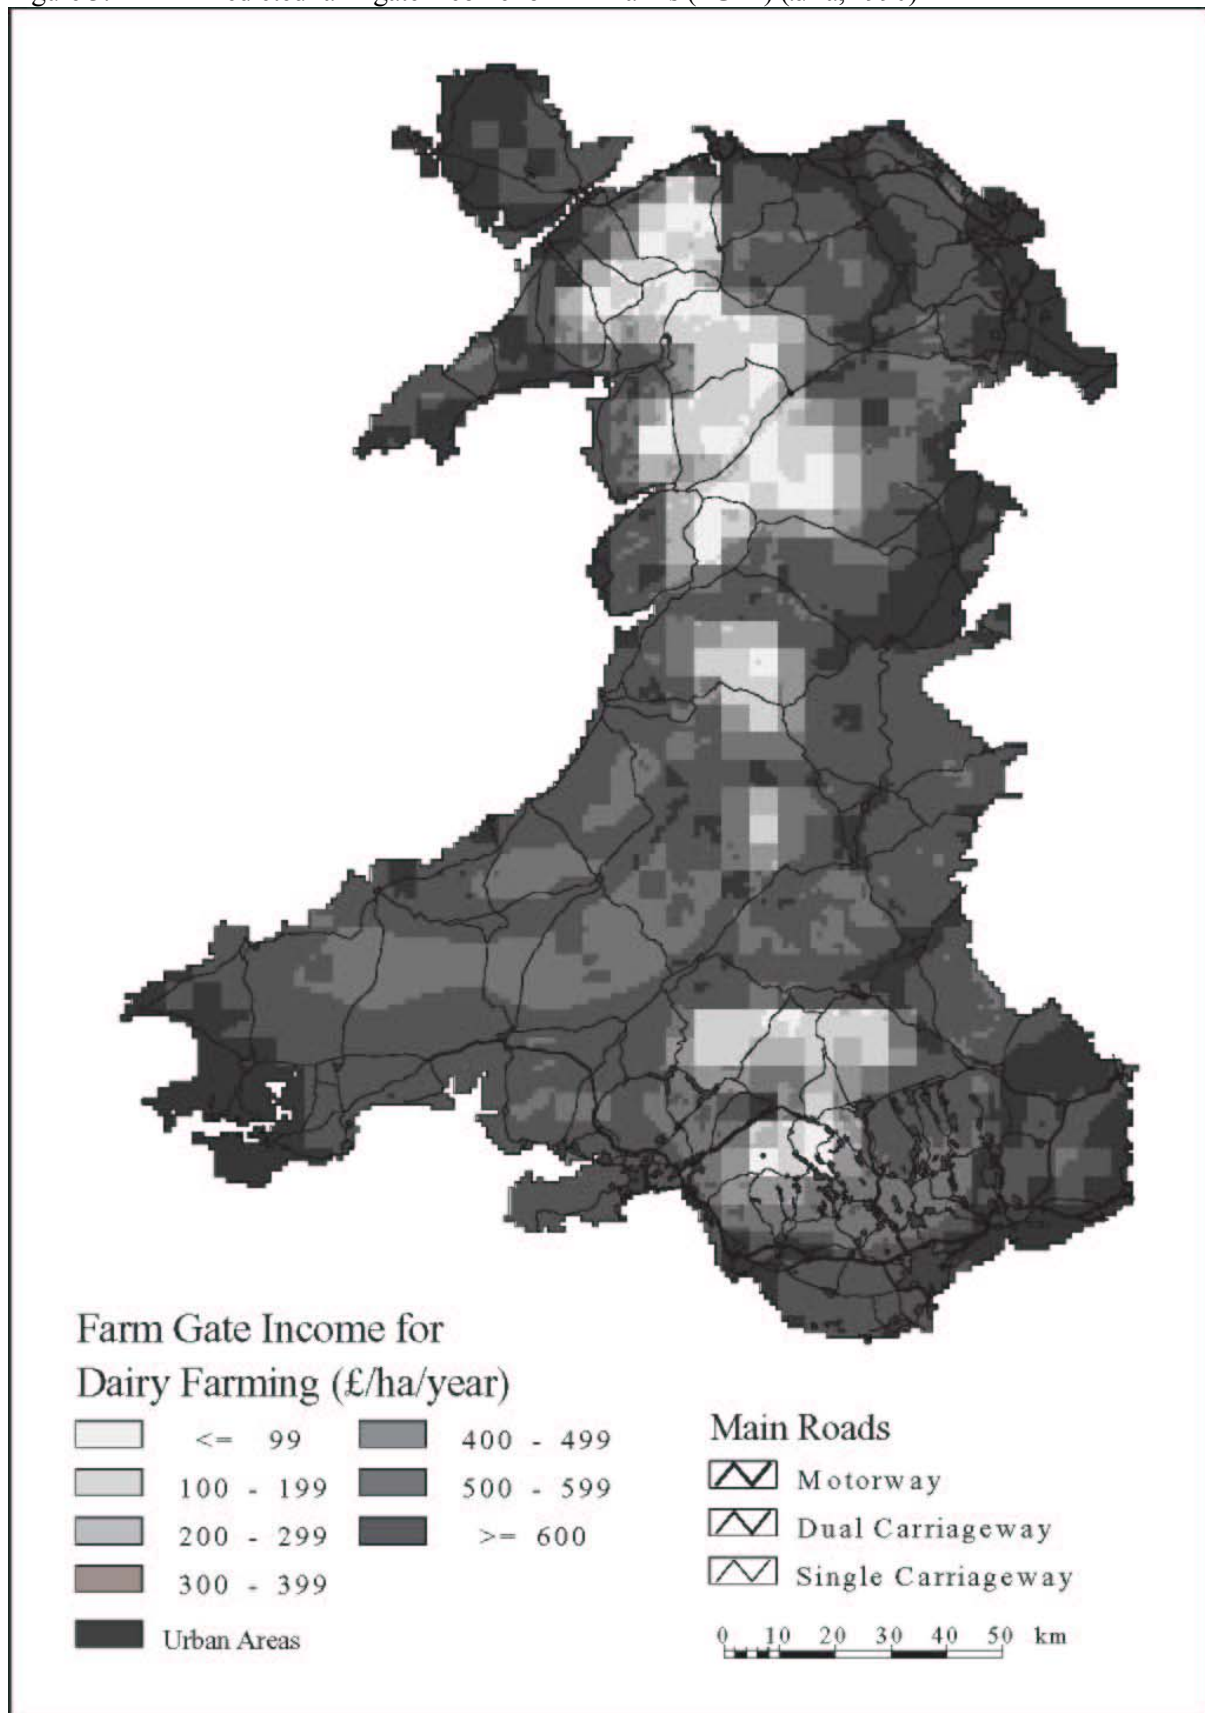 Farm Gate Income for
Dairy Farming (£/ha/year)
<= 99
100 - 199
200 - 299
300 - 399
Urban Areas
400 - 499
500 - 599
>= 600
Main Roads
Motorway
Dual Carriageway
Single Carriageway
0 10 20 30 40 50 km